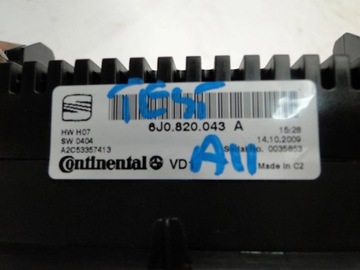 TEST
6J0.820.043 A
HW H07 15:28
SW 0404 14.10.2009
A2C53357413 Serial No. 0035853
Continental VD
A11 Made in CZ